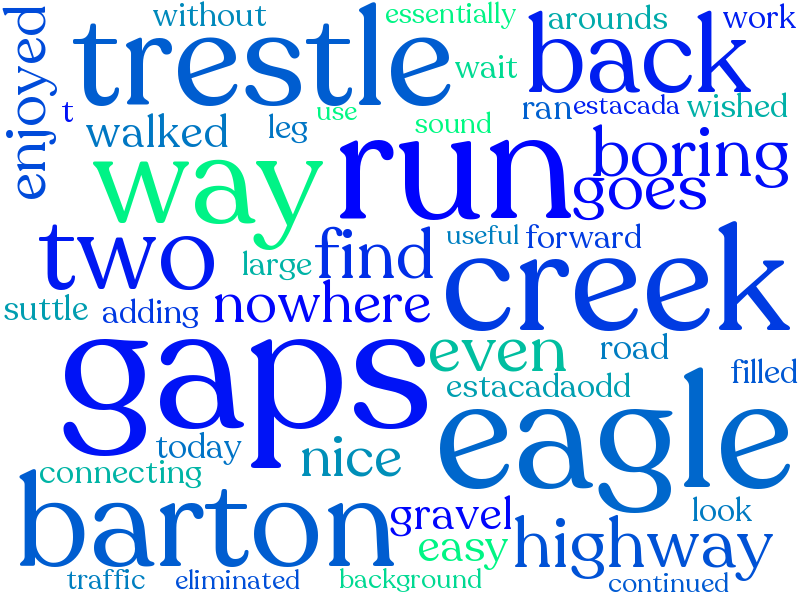 enjoyed
without
essentially
arounds
work
trestle
wait
back
t
use
ran
estacada
wished
walked
leg
sound
way
run
boring
goes
two
find
useful
forward
large
creek
suttle
adding
nowhere
gaps
even
road
filled
estacadaodd
today
nice
eagle
connecting
barton
gravel
look
easy
highway
traffic
eliminated
background
continued